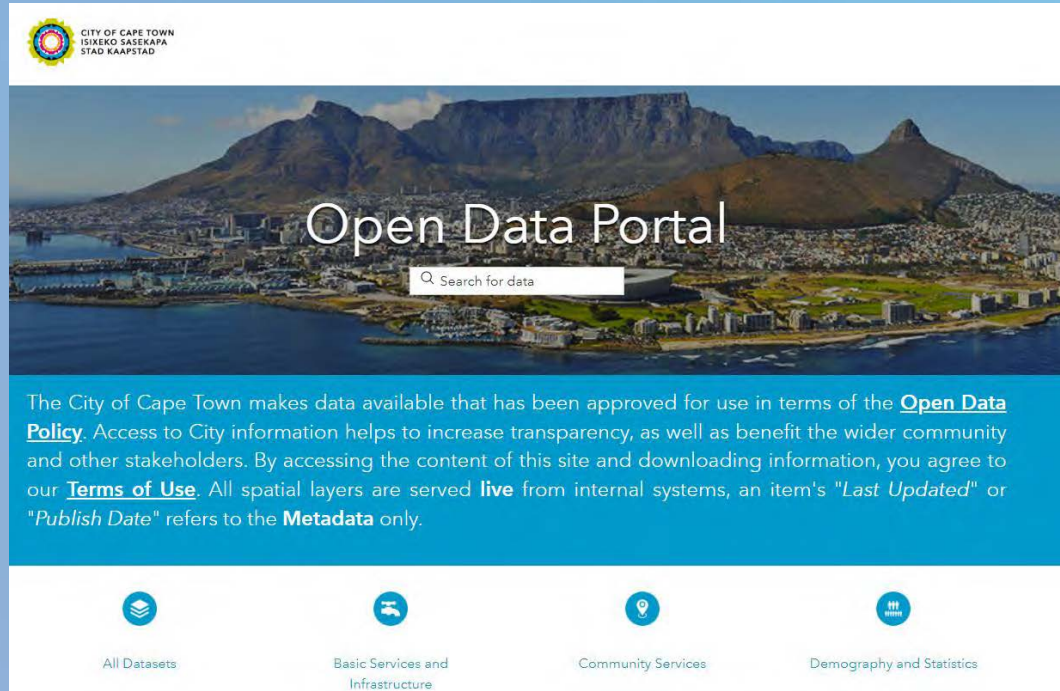 CITY OF CAPE TOWN
ISIXEKO SASEKAPA
STAD KAAPSTAD
Open Data Portal
Search for data
The City of Cape Town makes data available that has been approved for use in terms of the Open Data
Policy. Access to City information helps to increase transparency, as well as benefit the wider community
and other stakeholders. By accessing the content of this site and downloading information, you agree to
our Terms of Use. All spatial layers are served live from internal systems, an item's "Last Updated" or
"Publish Date" refers to the Metadata only.
All Datasets
Basic Services and
Infrastructure
Community Services
Demography and Statistics